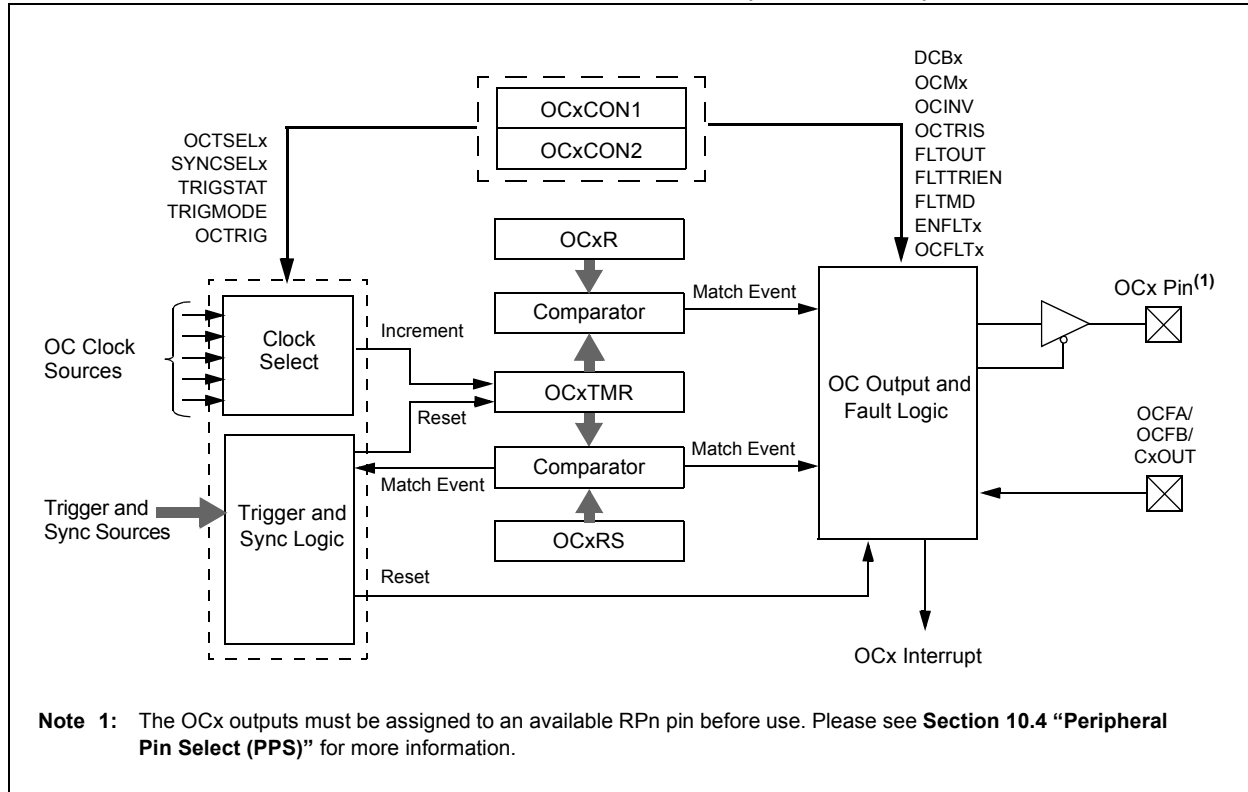 DCBx
OCMx
OCINV
OCTRIS
FLTOUT
FLTTRIEN
FLTMD
ENFLTx
OCFLTx
OCxCON1
OCxCON2
OCTSELx
SYNCSELx
TRIGSTAT
TRIGMODE
OCTRIG
OCxR
Comparator
Match Event
OC Clock
Sources
Clock
Select
Increment
OCxTMR
Reset
OC Output and
Fault Logic
OCx Pin(1)
OCFA/
OCFB/
CxOUT
Comparator
Match Event
Match Event
Trigger and
Sync Sources
Trigger and
Sync Logic
OCxRS
Reset
OCx Interrupt
Note 1: The OCx outputs must be assigned to an available RPn pin before use. Please see Section 10.4 “Peripheral
Pin Select (PPS)” for more information.